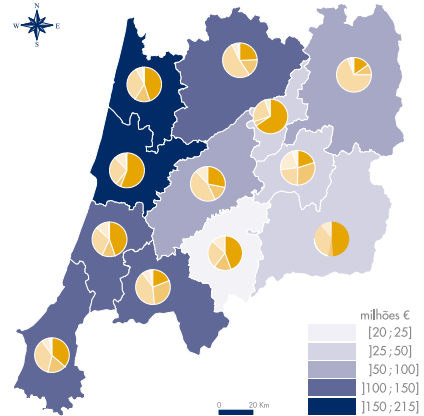 N
W E
S
milhões €
[20 ; 25]
]25 ; 50]
]50 ; 100]
]100 ; 150]
]150 ; 215]
0 20 Km